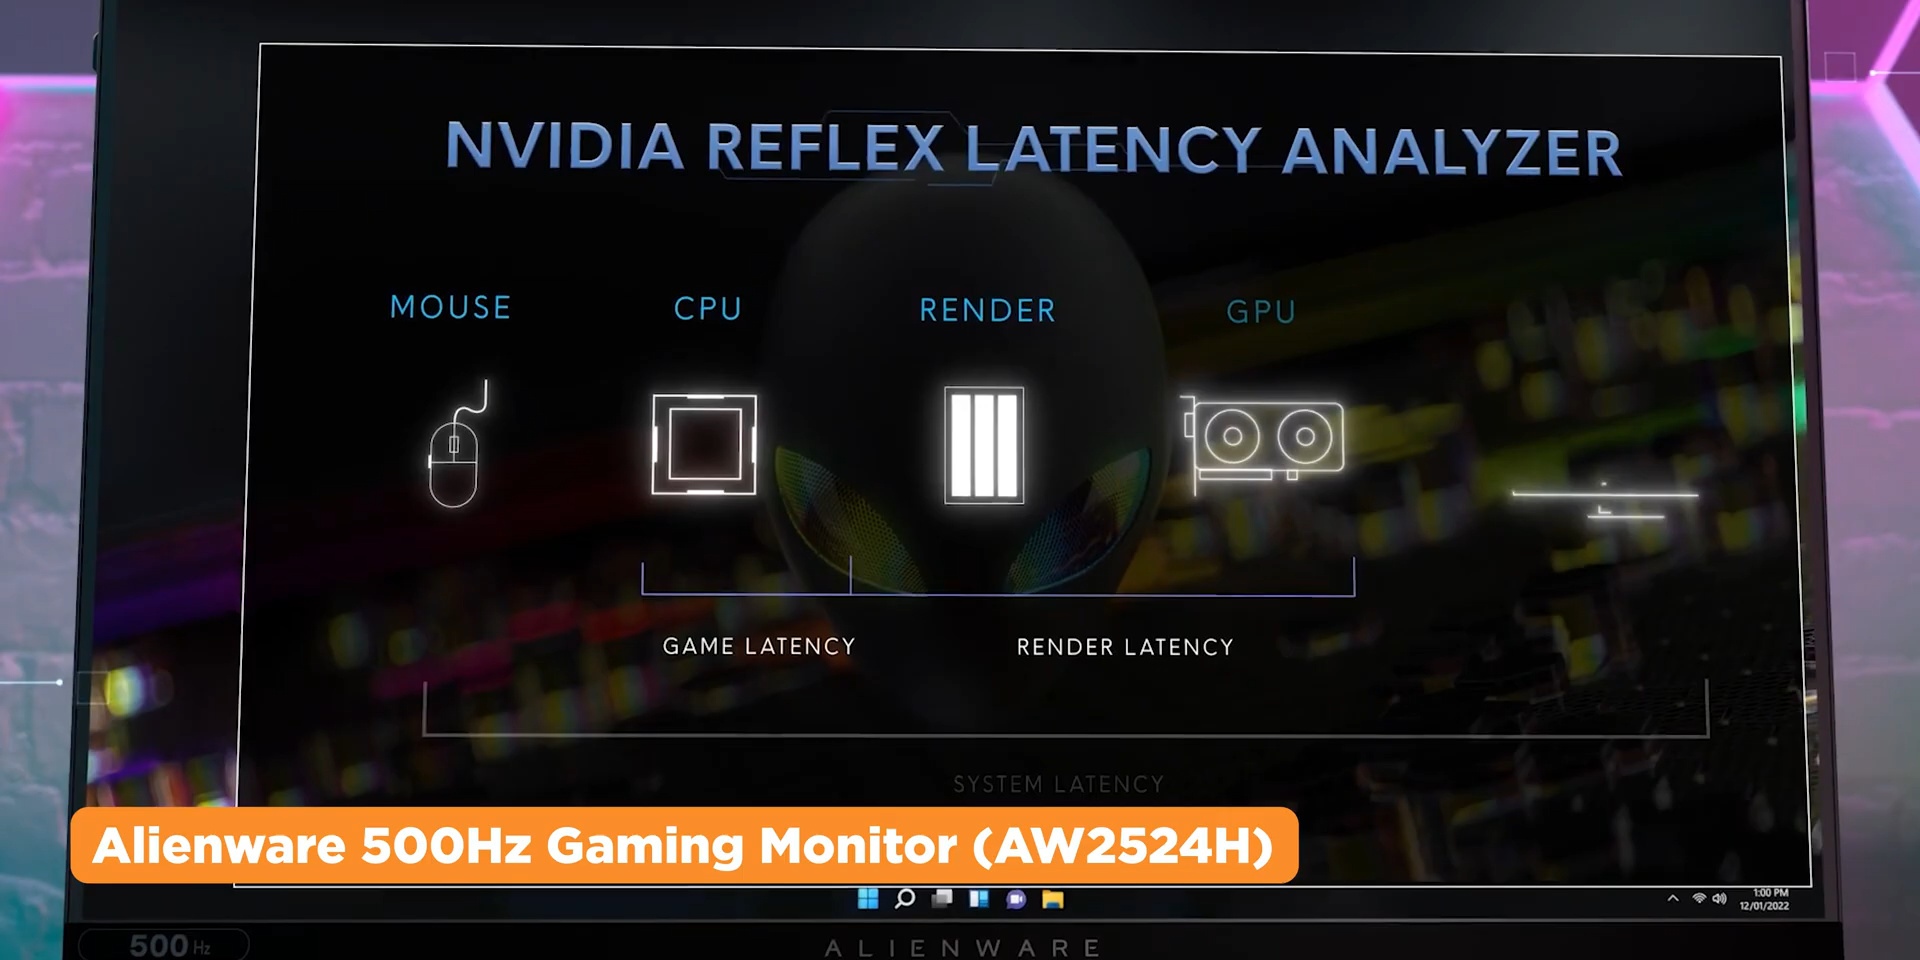 NVIDIA REFLEX LATENCY ANALYZER
MOUSE CPU RENDER GPU
GAME LATENCY RENDER LATENCY
SYSTEM LATENCY
Alienware 500Hz Gaming Monitor (AW2524H)
1:00 PM
12/01/2022
500 Hz
ALIENWARE